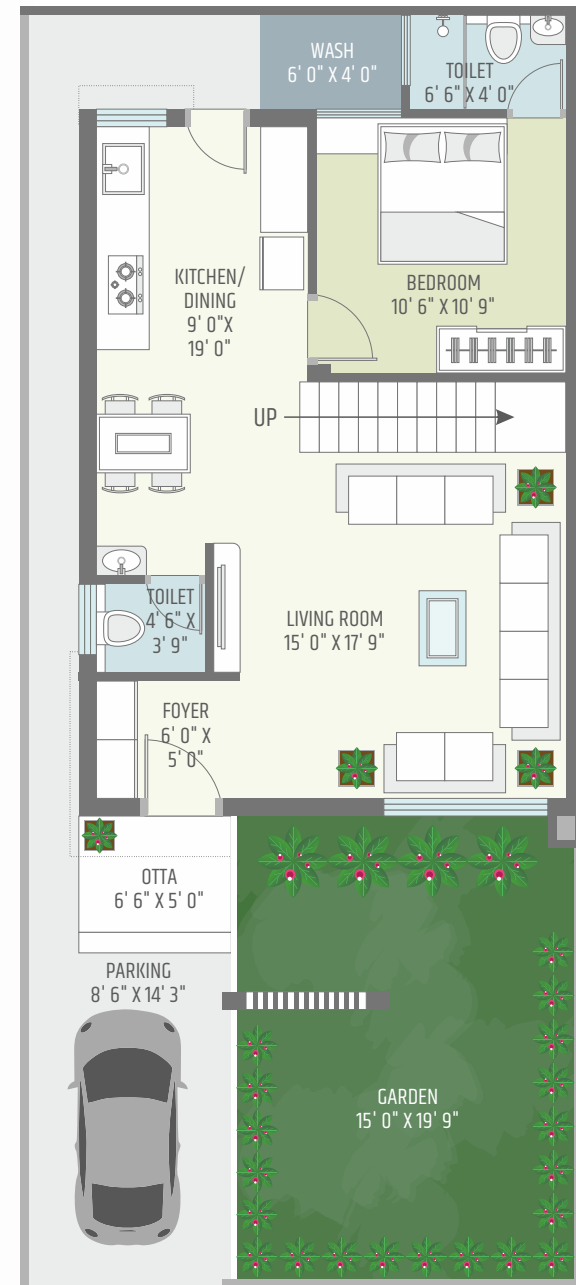 WASH
6' 0" X 4' 0"
TOILET
6' 6" X 4' 0"
KITCHEN/
DINING
9' 0"X
19' 0"
BEDROOM
10' 6" X 10' 9"
UP
TOILET
4' 6" X
3' 9"
LIVING ROOM
15' 0" X 17' 9"
FOYER
6' 0" X
5' 0"
OTTA
6' 6" X 5' 0"
PARKING
8' 6" X 14' 3"
GARDEN
15' 0" X 19' 9"